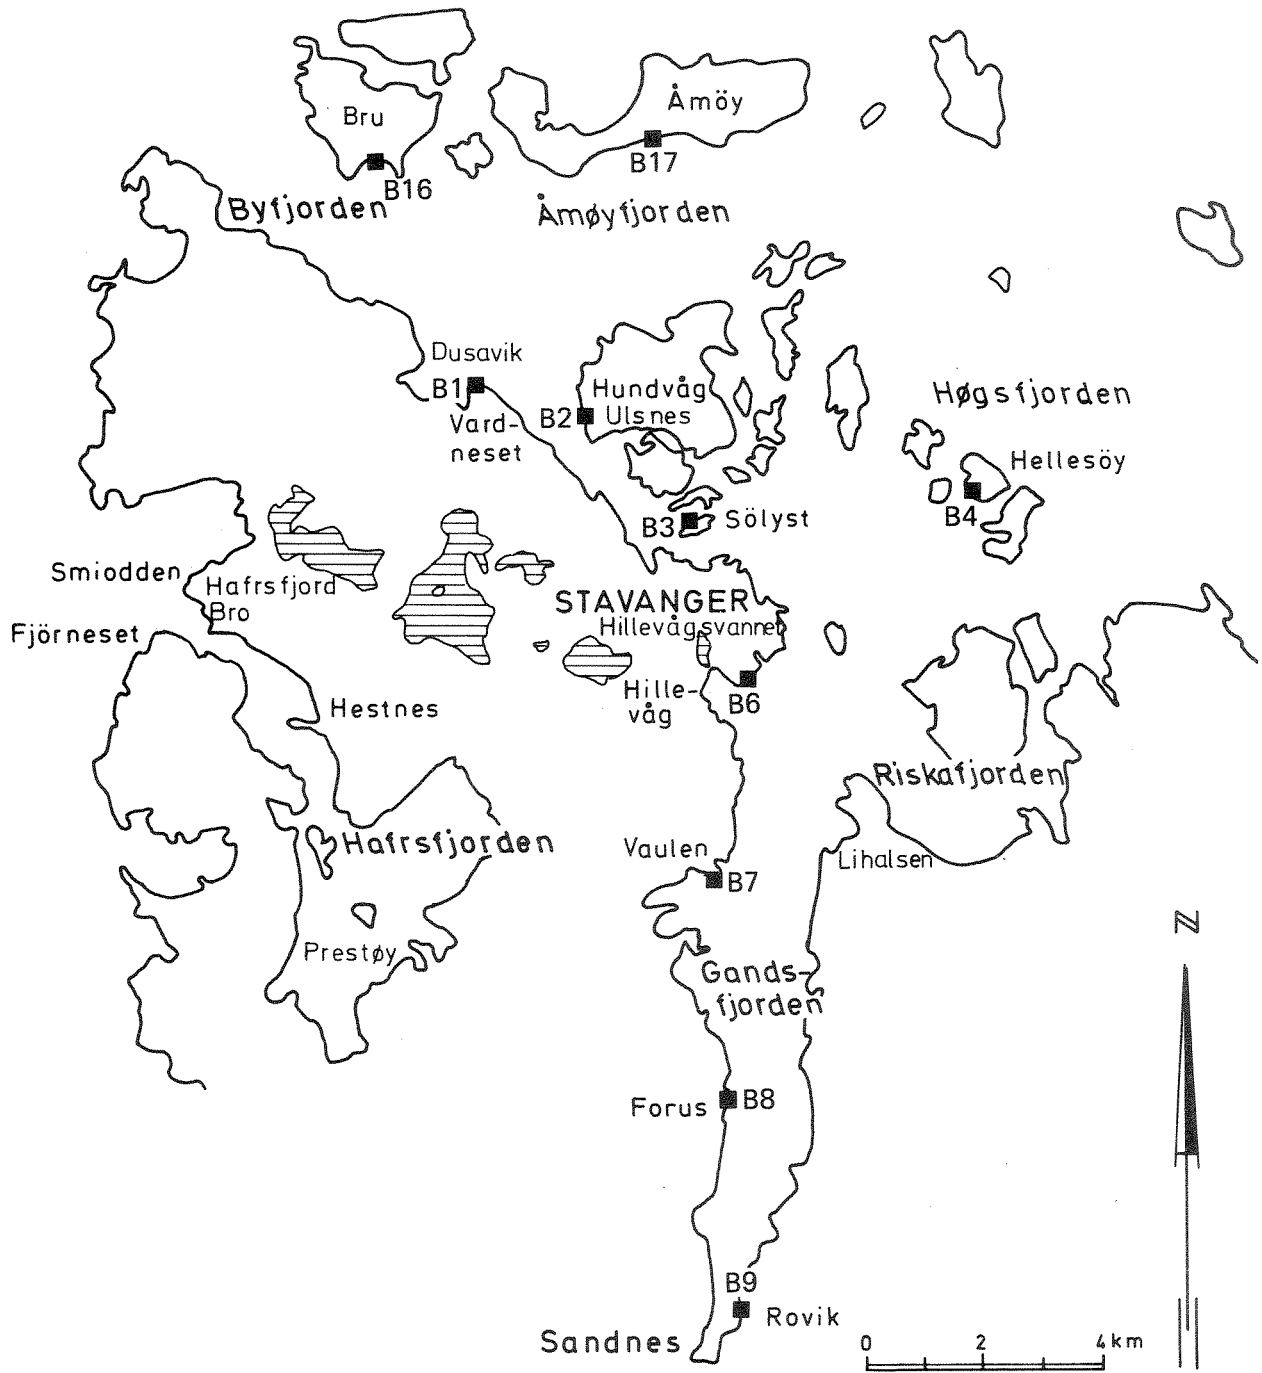 Bru
Åmöy
B17
B16
Byfjorden
Åmøyfjorden
Dusavik
B1
Hundvåg
Høgsfjorden
B2
Ulsnes
Vard-
neset
Hellesöy
B4
B3
Sölyst
Smiodden
Hafrsfjord
Bro
STAVANGER
Hillevågsvannet
Fjörneset
Hille-
våg
B6
Hestnes
Riskafjorden
Hafrsfjorden
Vaulen
Lihalsen
B7
N
Prestøy
Gands-
fjorden
Forus
B8
B9
Rovik
Sandnes
0 2 4 km